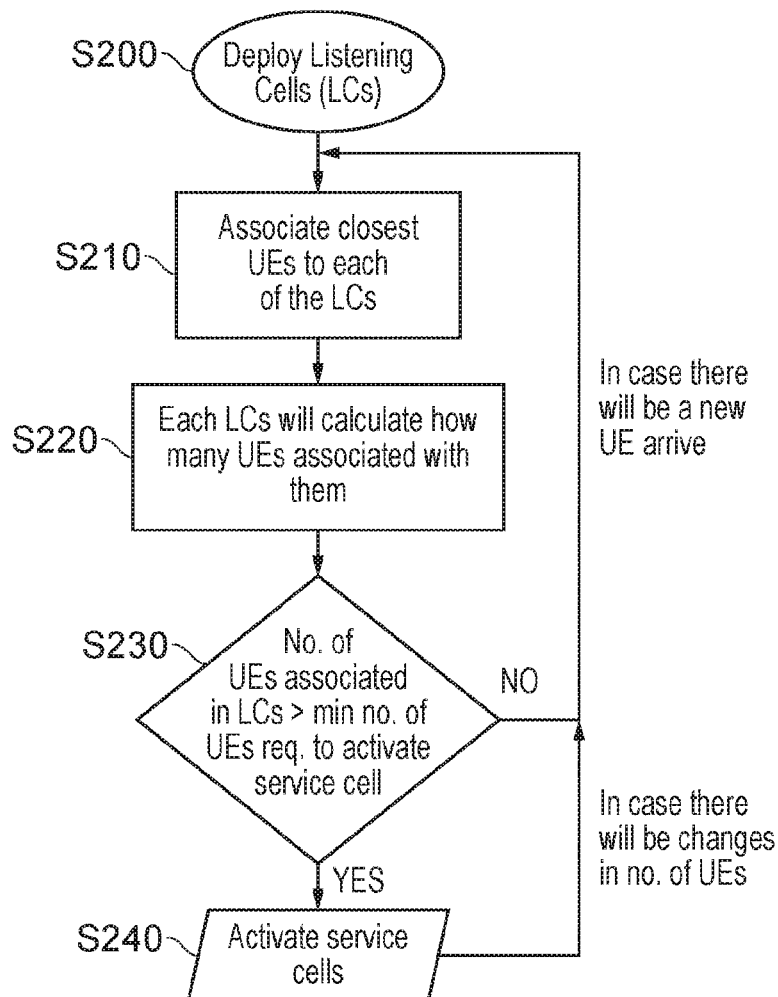 S200
Deploy Listening
Cells (LCs)
S210
Associate closest
UEs to each
of the LCs
In case there
will be a new
UE arrive
S220
Each LCs will calculate how
many UEs associated with
them
S230
No. of
UEs associated
in LCs > min no. of
UEs req. to activate
service cell
NO
In case there
will be changes
in no. of UEs
YES
S240
Activate service
cells